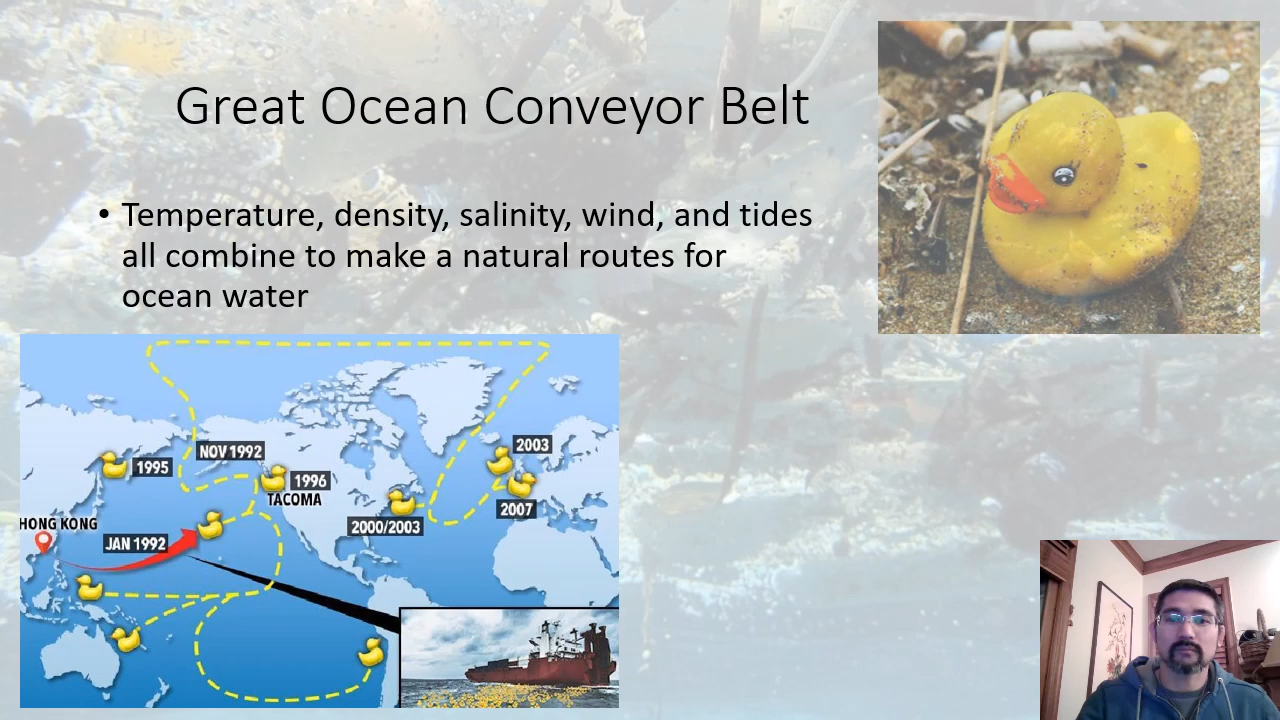 Great Ocean Conveyor Belt
• Temperature, density, salinity, wind, and tides
all combine to make a natural routes for
ocean water
2003
NOV 1992
1995
1996
TACOMA
2007
2000/2003
HONG KONG
JAN 1992